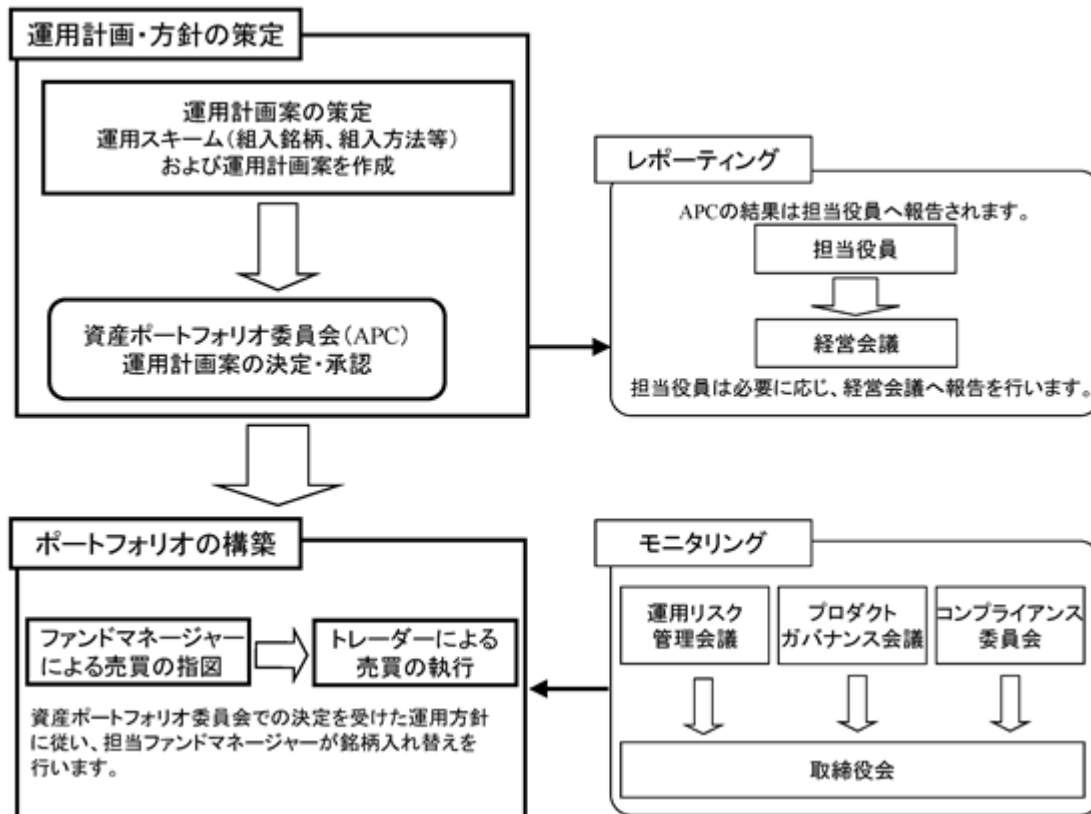 運用計画・方針の策定
運用計画案の策定
運用スキーム(組入銘柄、組入方法等)
および運用計画案を作成
資産ポートフォリオ委員会(APC)
運用計画案の決定・承認
レポーティング
APCの結果は担当役員へ報告されます。
担当役員
経営会議
担当役員は必要に応じ、経営会議へ報告を行います。
ポートフォリオの構築
ファンドマネージャー
による売買の指図
トレーダーによる
売買の執行
資産ポートフォリオ委員会での決定を受けた運用方針
に従い、担当ファンドマネージャーが銘柄入れ替えを
行います。
モニタリング
運用リスク
管理会議
プロダクト
ガバナンス会議
コンプライアンス
委員会
取締役会